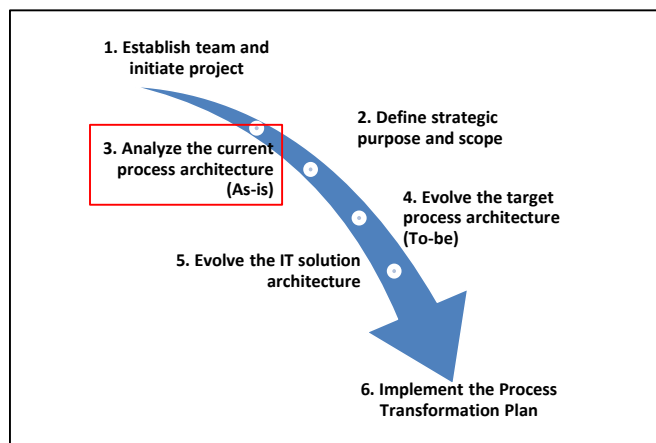 1. Establish team and
initiate project
2. Define strategic
purpose and scope
3. Analyze the current
process architecture
(As-is)
4. Evolve the target
process architecture
(To-be)
5. Evolve the IT solution
architecture
6. Implement the Process
Transformation Plan